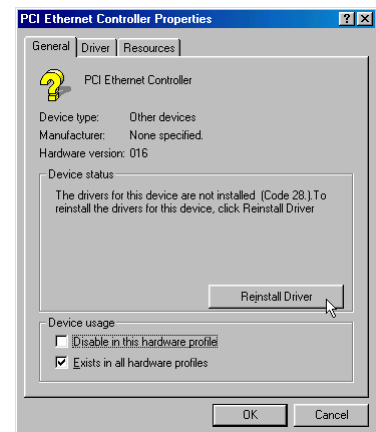 PCI Ethernet Controller Properties
General Driver Resources
PCI Ethernet Controller
Device type: Other devices
Manufacturer: None specified.
Hardware version: 016
Device status
The drivers for this device are not installed (Code 28.).To
reinstall the drivers for this device, click Reinstall Driver
Reinstall Driver
Device usage
Disable in this hardware profile
Exists in all hardware profiles
OK Cancel